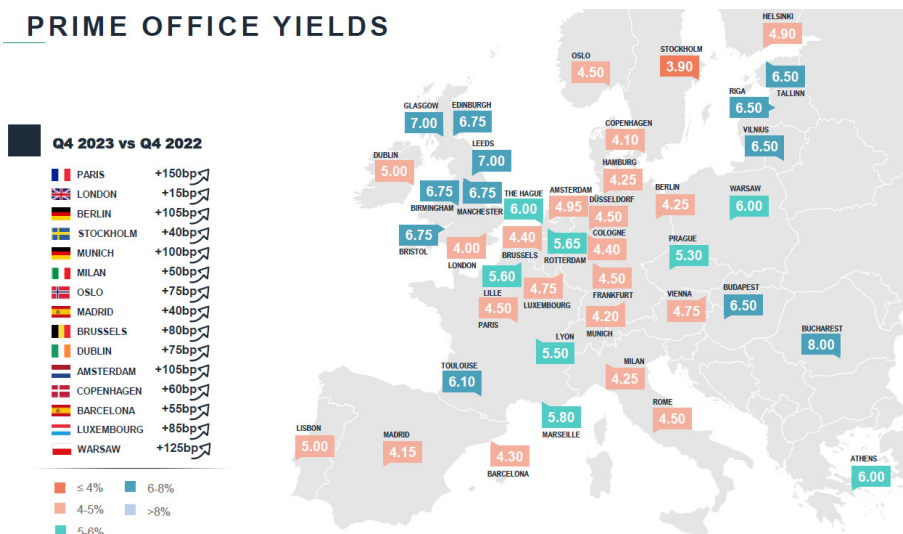 PRIME OFFICE YIELDS
Q4 2023 vs Q4 2022
PARIS +150bp
LONDON +15bp
BERLIN +105bp
STOCKHOLM +40bp
MUNICH +100bp
MILAN +50bp
OSLO +75bp
MADRID +40bp
BRUSSELS +80bp
DUBLIN +75bp
AMSTERDAM +105bp
COPENHAGEN +60bp
BARCELONA +55bp
LUXEMBOURG +85bp
WARSAW +125bp
≤ 4%
4-5%
5-6%
6-8%
>8%
HELSINKI
4.90
OSLO
4.50
STOCKHOLM
3.90
6.50
TALLINN
RIGA
6.50
VILNIUS
6.50
GLASGOW
7.00
EDINBURGH
6.75
LEEDS
7.00
COPENHAGEN
4.10
DUBLIN
5.00
HAMBURG
4.25
6.75
BIRMINGHAM
6.75
MANCHESTER
THE HAGUE
6.00
AMSTERDAM
4.95
DÜSSELDORF
4.50
BERLIN
4.25
WARSAW
6.00
6.75
BRISTOL
4.00
LONDON
4.40
BRUSSELS
5.65
ROTTERDAM
COLOGNE
4.40
PRAGUE
5.30
5.60
LILLE
4.75
LUXEMBOURG
4.50
FRANKFURT
4.50
PARIS
4.20
MUNICH
VIENNA
4.75
BUDAPEST
6.50
BUCHAREST
8.00
LYON
5.50
MILAN
4.25
TOULOUSE
6.10
5.80
MARSEILLE
ROME
4.50
LISBON
5.00
MADRID
4.15
4.30
BARCELONA
ATHENS
6.00